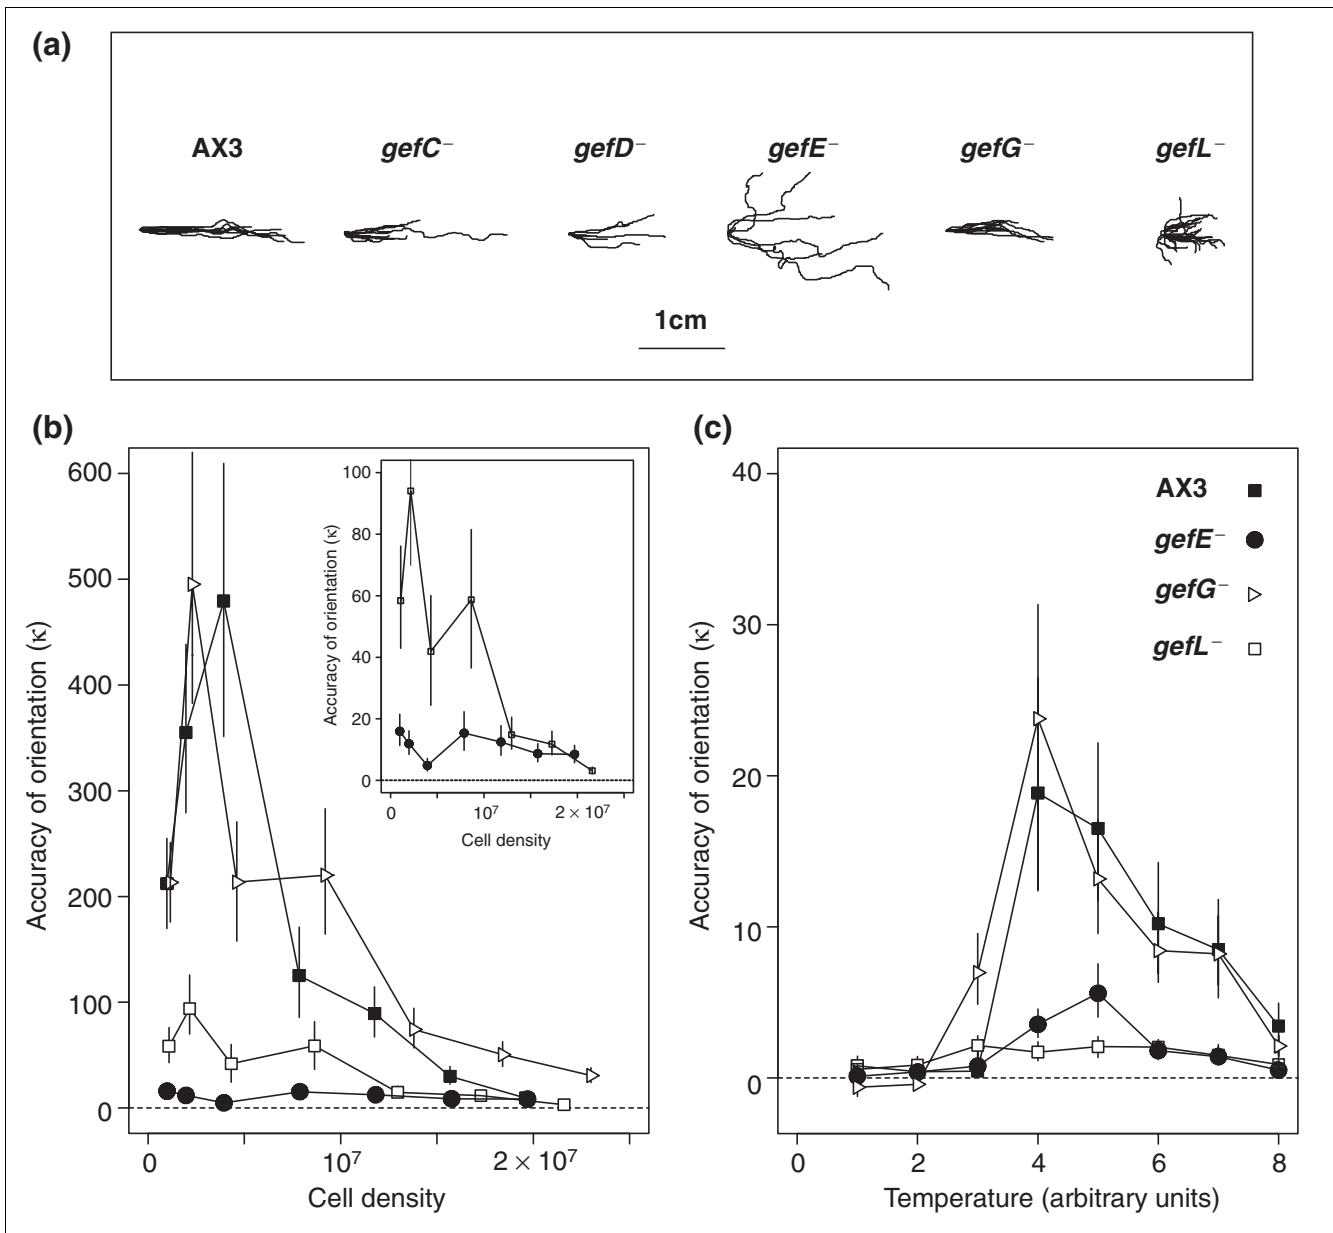 (a)
AX3 gefC⁻ gefD⁻ gefE⁻ gefG⁻ gefL⁻
1cm
(b)
600
500
400
300
200
100
0
Accuracy of orientation (κ)
0 10⁷ 2 × 10⁷
Cell density
100
80
60
40
20
0
Accuracy of orientation (κ)
0 10⁷ 2 × 10⁷
Cell density
(c)
40
30
20
10
0
Accuracy of orientation (κ)
AX3
gefE⁻
gefG⁻
gefL⁻
0 2 4 6 8
Temperature (arbitrary units)